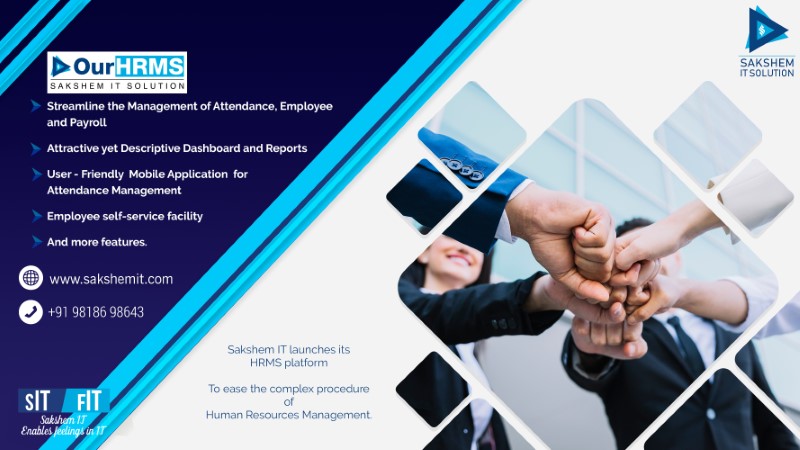 OurHRMS
SAKSHEM IT SOLUTION
Streamline the Management of Attendance, Employee
and Payroll
Attractive yet Descriptive Dashboard and Reports
User - Friendly Mobile Application for
Attendance Management
Employee self-service facility
And more features.
www.sakshemit.com
+91 98186 98643
SIT FIT
Sakshem IT
Enables feelings in IT
Sakshem IT launches its
HRMS platform
To ease the complex procedure
of
Human Resources Management.
SAKSHEM
IT SOLUTION